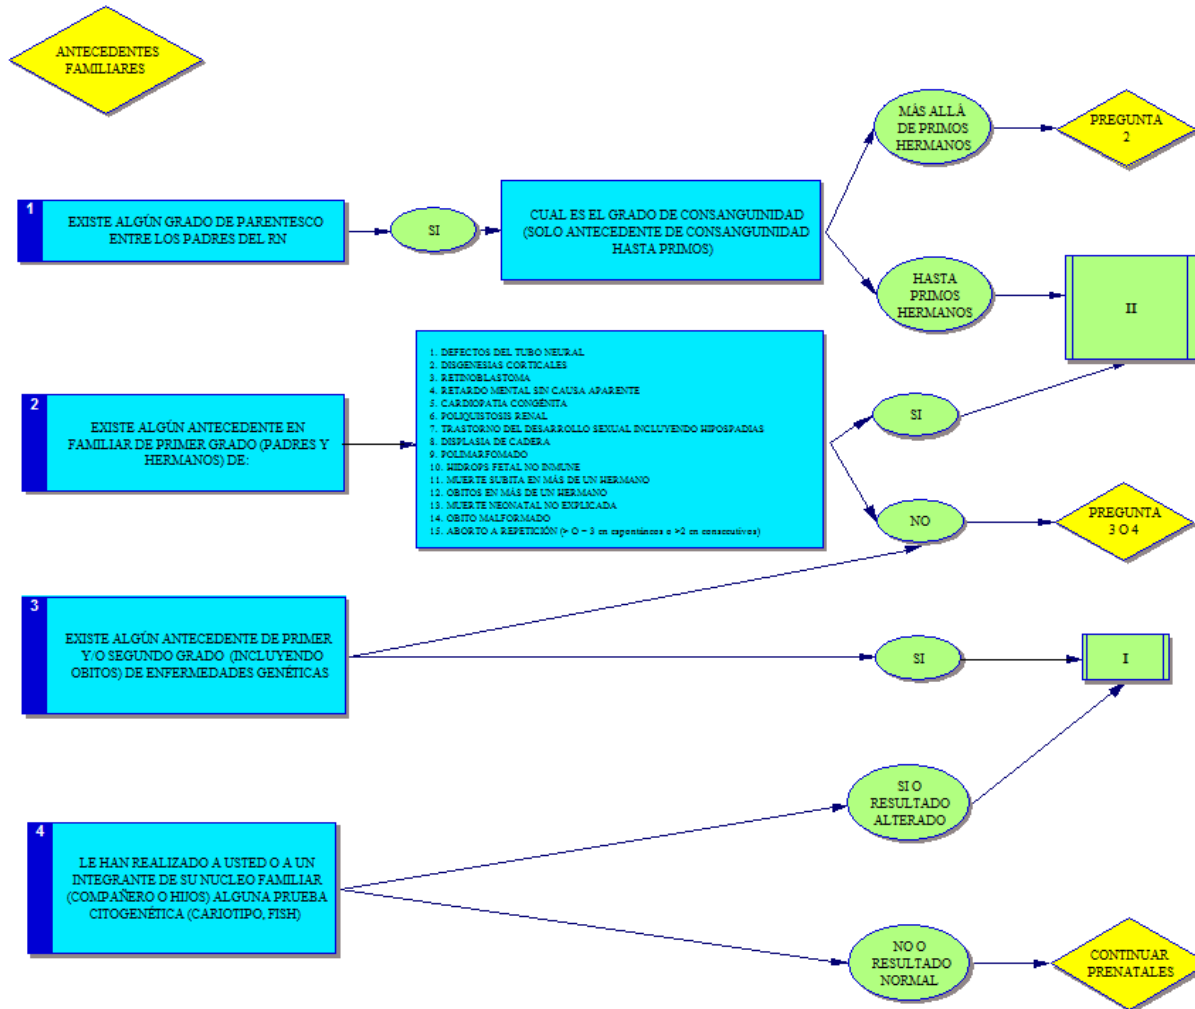 ANTECEDENTES
FAMILIARES
MÁS ALLÁ
DE PRIMOS
HERMANOS
PREGUNTA
2
1
EXISTE ALGÚN GRADO DE PARENTESCO
ENTRE LOS PADRES DEL RN
SI
CUAL ES EL GRADO DE CONSANGUINIDAD
(SOLO ANTECEDENTE DE CONSANGUINIDAD
HASTA PRIMOS)
HASTA
PRIMOS
HERMANOS
II
2
EXISTE ALGÚN ANTECEDENTE EN
FAMILIAR DE PRIMER GRADO (PADRES Y
HERMANOS) DE:
1. DEFECTOS DEL TUBO NEURAL
2. DISGENESIAS CORTICALES
3. RETINOBLASTOMA
4. RETARDO MENTAL SIN CAUSA APARENTE
5. CARDIOPATIA CONGÉNITA
6. POLIQUISTOSIS RENAL
7. TRASTORNO DEL DESARROLLO SEXUAL INCLUYENDO HIPOSPADIAS
8. DISPLASIA DE CADERA
9. POLIMARFOMADO
10. HIDROPS FETAL NO INMUNE
11. MUERTE SUBITA EN MÁS DE UN HERMANO
12. OBITOS EN MÁS DE UN HERMANO
13. MUERTE NEONATAL NO EXPLICADA
14. OBITO MALFORMADO
15. ABORTO A REPETICIÓN (> O = 3 en espontáneos o >2 en consecutivos)
SI
NO
PREGUNTA
3 O 4
3
EXISTE ALGÚN ANTECEDENTE DE PRIMER
Y/O SEGUNDO GRADO (INCLUYENDO
OBITOS) DE ENFERMEDADES GENÉTICAS
SI
I
SI O
RESULTADO
ALTERADO
4
LE HAN REALIZADO A USTED O A UN
INTEGRANTE DE SU NUCLEO FAMILIAR
(COMPAÑERO O HIJOS) ALGUNA PRUEBA
CITOGENÉTICA (CARIOTIPO, FISH)
NO O
RESULTADO
NORMAL
CONTINUAR
PRENATALES